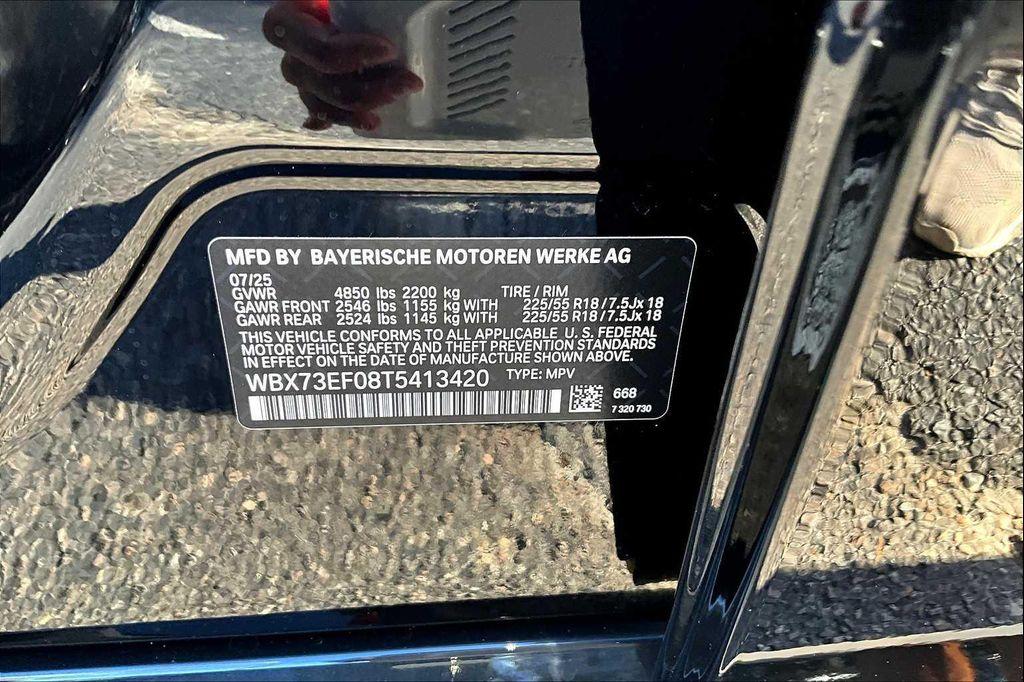 MFD BY BAYERISCHE MOTOREN WERKE AG
07/25
GVWR 4850 lbs 2200 kg TIRE / RIM
GAWR FRONT 2546 lbs 1155 kg WITH 225/55 R18 / 7.5Jx 18
GAWR REAR 2524 lbs 1145 kg WITH 225/55 R18 / 7.5Jx 18
THIS VEHICLE CONFORMS TO ALL APPLICABLE U. S. FEDERAL
MOTOR VEHICLE SAFETY AND THEFT PREVENTION STANDARDS
IN EFFECT ON THE DATE OF MANUFACTURE SHOWN ABOVE.
WBX73EF08T5413420 TYPE: MPV
668
7 320 730